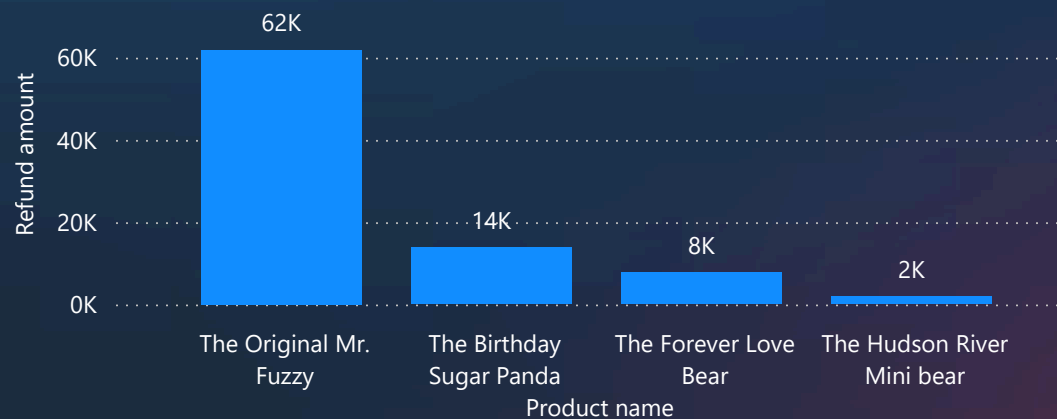 62K
60K
Refund amount
40K
20K
14K
8K
2K
0K
The Original Mr.
Fuzzy
The Birthday
Sugar Panda
The Forever Love
Bear
The Hudson River
Mini bear
Product name